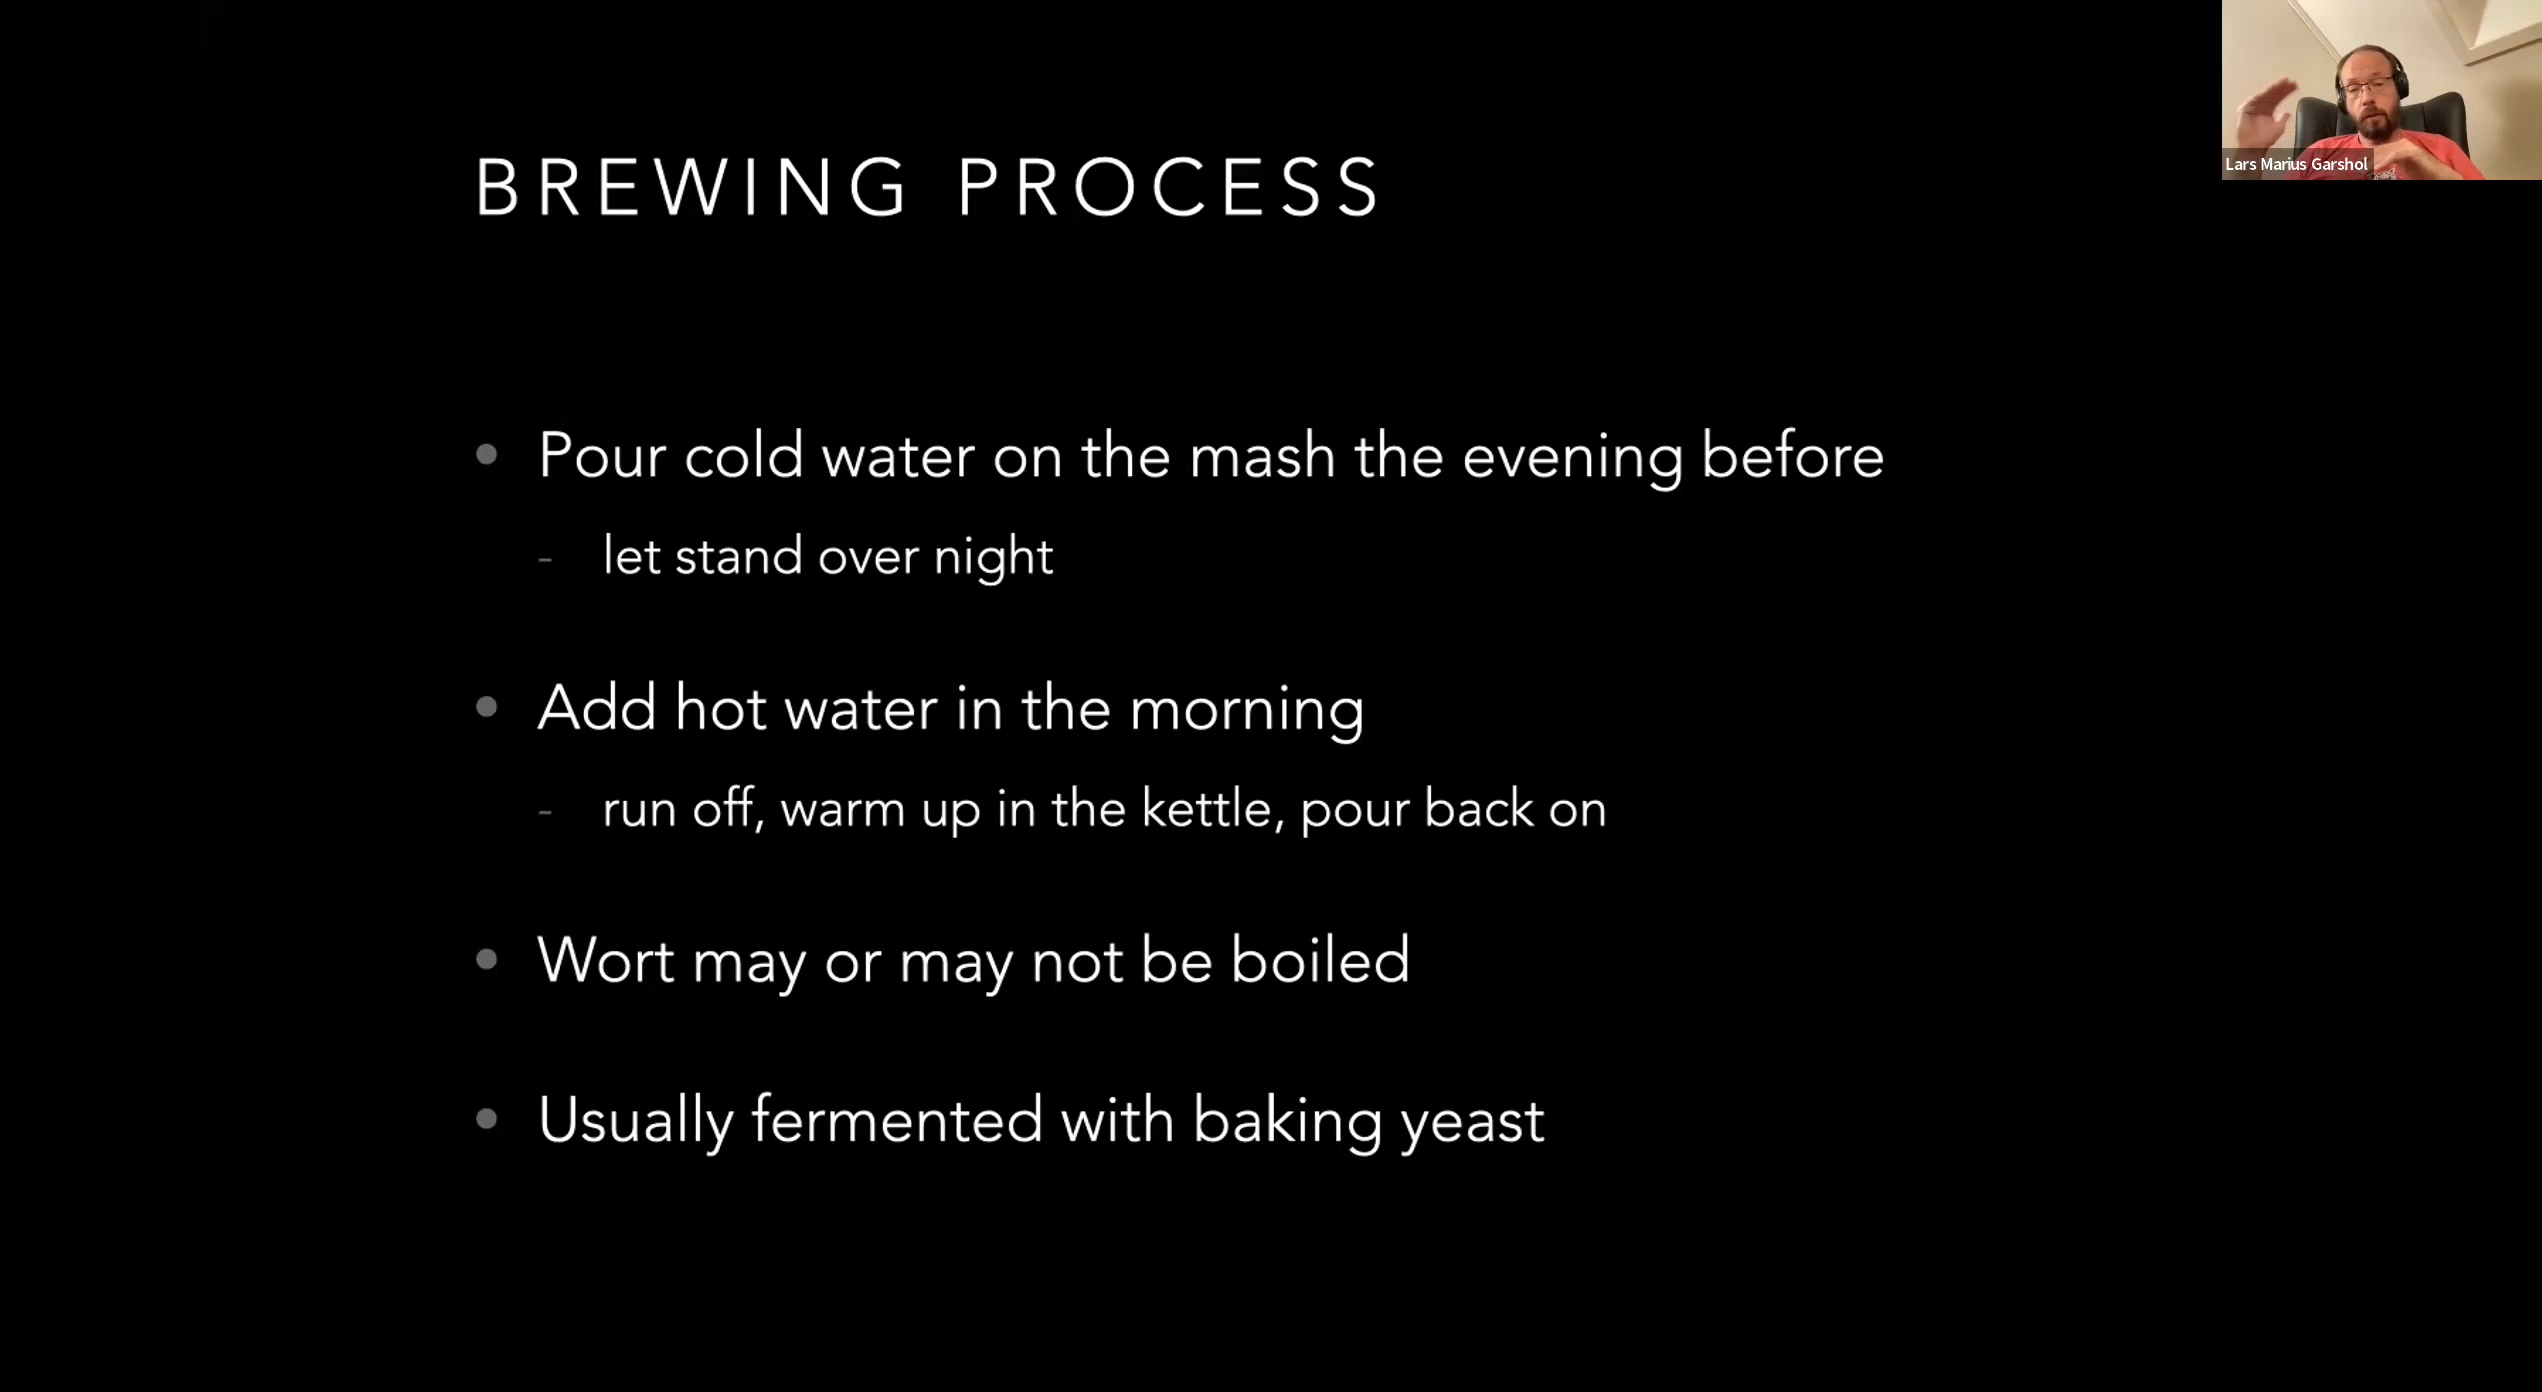 BREWING PROCESS
Lars Marius Garshol
• Pour cold water on the mash the evening before
- let stand over night
• Add hot water in the morning
- run off, warm up in the kettle, pour back on
• Wort may or may not be boiled
• Usually fermented with baking yeast